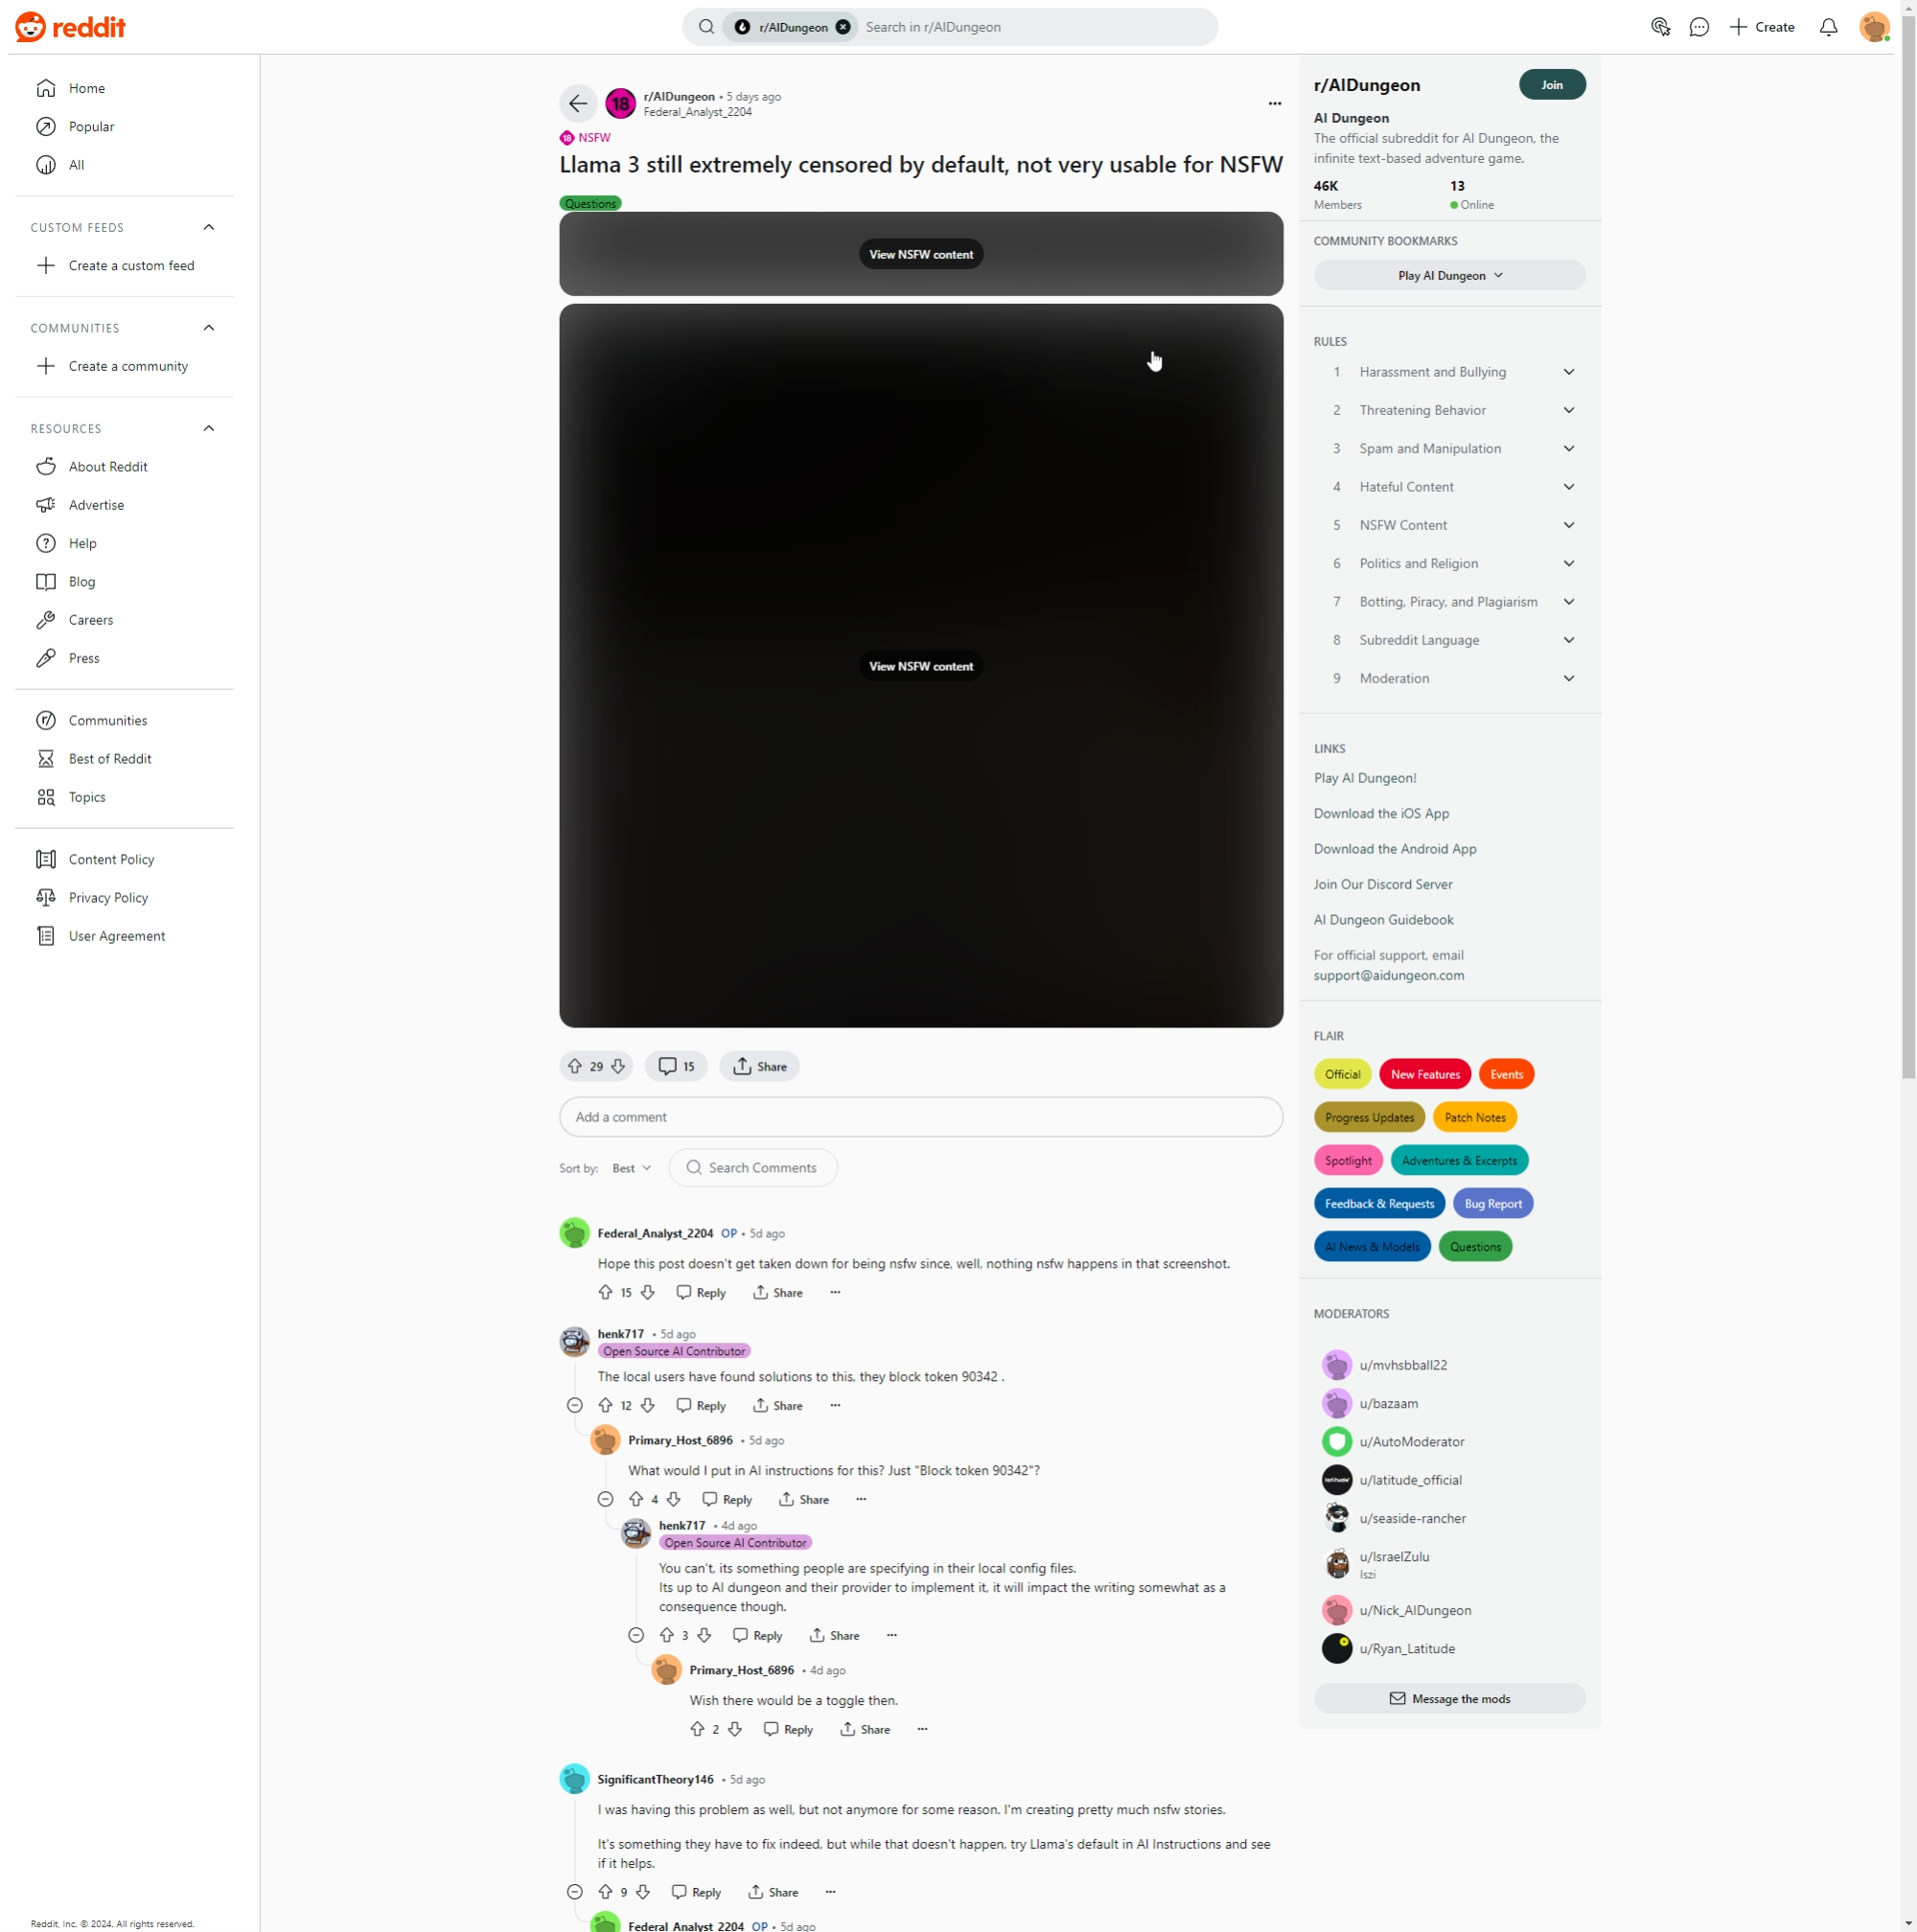 reddit
r/AIDungeon
Search in r/AIDungeon
Create
Home
Popular
All
CUSTOM FEEDS
Create a custom feed
COMMUNITIES
Create a community
RESOURCES
About Reddit
Advertise
Help
Blog
Careers
Press
Communities
Best of Reddit
Topics
Content Policy
Privacy Policy
User Agreement
Reddit, Inc. © 2024. All rights reserved.
18
r/AIDungeon • 5 days ago
Federal_Analyst_2204
18 NSFW
Llama 3 still extremely censored by default, not very usable for NSFW
Questions
View NSFW content
View NSFW content
29
15
Share
Add a comment
Sort by: Best
Search Comments
Federal_Analyst_2204 OP • 5d ago
Hope this post doesn't get taken down for being nsfw since, well, nothing nsfw happens in that screenshot.
15 Reply Share
henk717 • 5d ago
Open Source AI Contributor
The local users have found solutions to this, they block token 90342 .
12 Reply Share
Primary_Host_6896 • 5d ago
What would I put in AI instructions for this? Just "Block token 90342"?
4 Reply Share
henk717 • 4d ago
Open Source AI Contributor
You can't, its something people are specifying in their local config files.
Its up to AI dungeon and their provider to implement it, it will impact the writing somewhat as a
consequence though.
3 Reply Share
Primary_Host_6896 • 4d ago
Wish there would be a toggle then.
2 Reply Share
SignificantTheory146 • 5d ago
I was having this problem as well, but not anymore for some reason. I'm creating pretty much nsfw stories.
It's something they have to fix indeed, but while that doesn't happen, try Llama's default in AI Instructions and see
if it helps.
9 Reply Share
Federal_Analyst_2204 OP • 5d ago
r/AIDungeon
Join
AI Dungeon
The official subreddit for AI Dungeon, the
infinite text-based adventure game.
46K 13
Members Online
COMMUNITY BOOKMARKS
Play AI Dungeon
RULES
1 Harassment and Bullying
2 Threatening Behavior
3 Spam and Manipulation
4 Hateful Content
5 NSFW Content
6 Politics and Religion
7 Botting, Piracy, and Plagiarism
8 Subreddit Language
9 Moderation
LINKS
Play AI Dungeon!
Download the iOS App
Download the Android App
Join Our Discord Server
AI Dungeon Guidebook
For official support, email
support@aidungeon.com
FLAIR
Official New Features Events
Progress Updates Patch Notes
Spotlight Adventures & Excerpts
Feedback & Requests Bug Report
AI News & Models Questions
MODERATORS
u/mvhsbball22
u/bazaam
u/AutoModerator
latitude
u/latitude_official
u/seaside-rancher
u/IsraelZulu
Iszi
u/Nick_AIDungeon
u/Ryan_Latitude
Message the mods